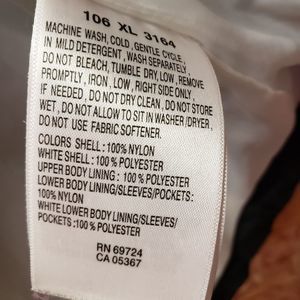 106 XL 3164
MACHINE WASH, COLD, GENTLE CYCLE,
IN MILD DETERGENT, WASH SEPARATELY,
DO NOT BLEACH, TUMBLE DRY, LOW, REMOVE
PROMPTLY, IRON, LOW, RIGHT SIDE ONLY,
IF NEEDED, DO NOT DRY CLEAN, DO NOT STORE
WET, DO NOT ALLOW TO SIT IN WASHER/DRYER,
DO NOT USE FABRIC SOFTENER.
COLORS SHELL : 100% NYLON
WHITE SHELL : 100 % POLYESTER
UPPER BODY LINING : 100 % POLYESTER
LOWER BODY LINING/SLEEVES/POCKETS:
100% NYLON
WHITE LOWER BODY LINING/SLEEVES/
POCKETS :100 % POLYESTER
RN 69724
CA 05367